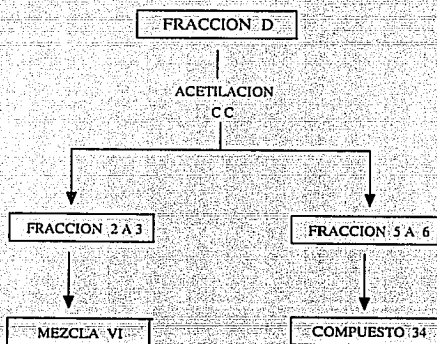 FRACCION D
ACETILACION
C C
FRACCION 2 A 3
FRACCION 5 A 6
MEZCLA VI
COMPUESTO 34